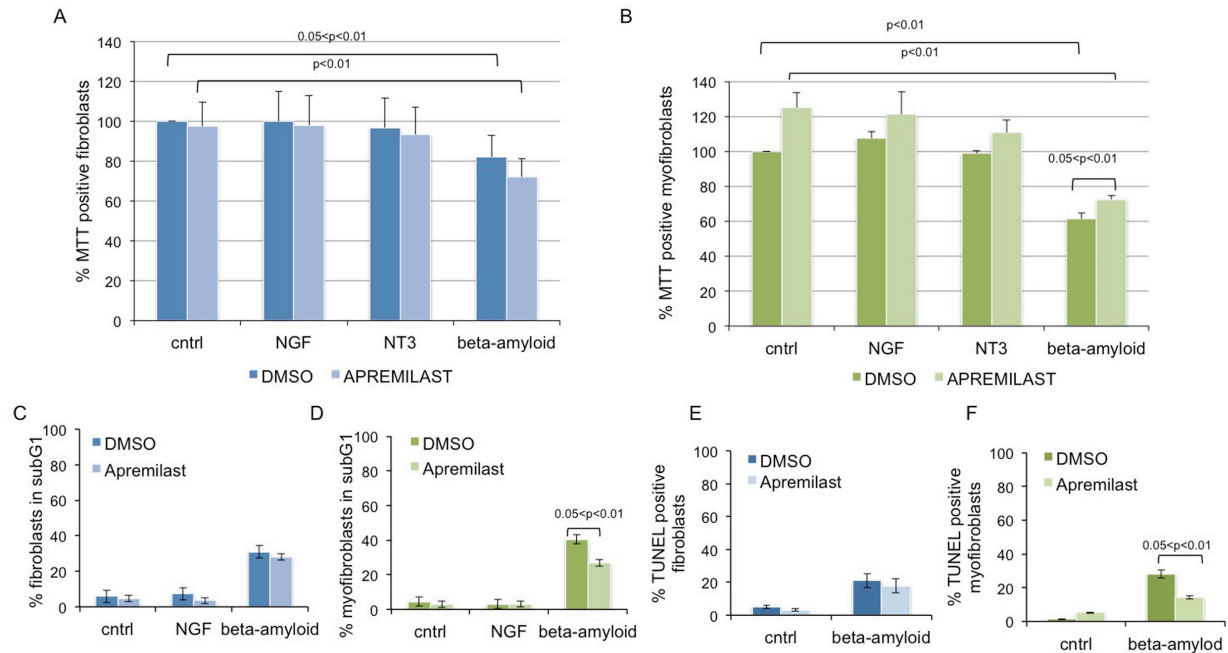 A
0.05<p<0.01
p<0.01
% MTT positive fibroblasts
140
120
100
80
60
40
20
0
cntrl NGF NT3 beta-amyloid
DMSO APREMILAST
B
p<0.01
p<0.01
0.05<p<0.01
% MTT positive myofibroblasts
140
120
100
80
60
40
20
0
cntrl NGF NT3 beta-amyloid
DMSO APREMILAST
C
% fibroblasts in subG1
100
80
60
40
20
0
DMSO
Apremilast
cntrl NGF beta-amyloid
D
% myofibroblasts in subG1
100
80
60
40
20
0
DMSO
Apremilast
0.05<p<0.01
cntrl NGF beta-amyloid
E
% TUNEL positive
fibroblasts
100
80
60
40
20
0
DMSO
Apremilast
cntrl beta-amyloid
F
% TUNEL positive
myofibroblasts
100
80
60
40
20
0
DMSO
Apremilast
0.05<p<0.01
cntrl beta-amylod